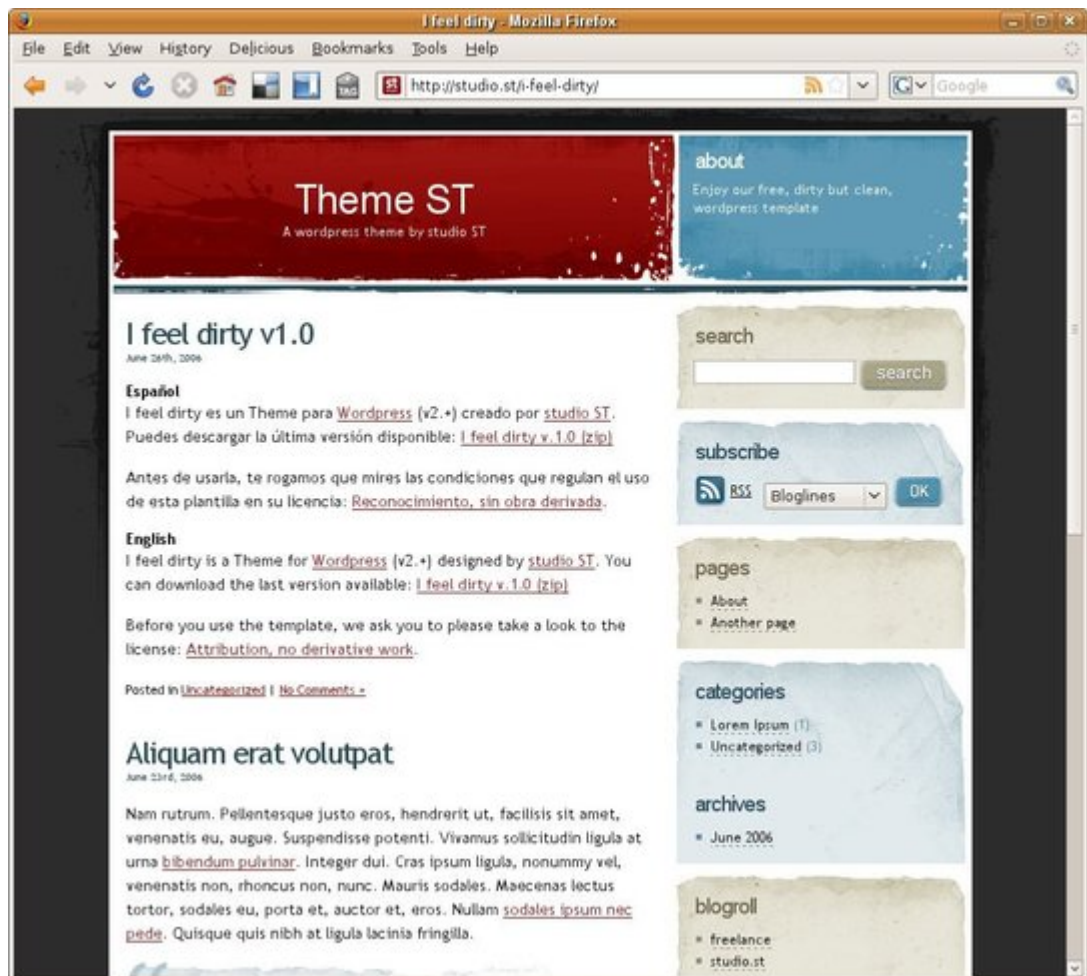 I feel dirty - Mozilla Firefox
File Edit View History Delicious Bookmarks Tools Help
TAG
http://studio.st/i-feel-dirty/
Google
Theme ST
A wordpress theme by studio ST
about
Enjoy our free, dirty but clean,
wordpress template
I feel dirty v1.0
June 26th, 2006
Español
I feel dirty es un Theme para Wordpress (v2.+) creado por studio ST.
Puedes descargar la última versión disponible: I feel dirty v.1.0 (zip)
Antes de usarla, te rogamos que mires las condiciones que regulan el uso
de esta plantilla en su licencia: Reconocimiento, sin obra derivada.
English
I feel dirty is a Theme for Wordpress (v2.+) designed by studio ST. You
can download the last version available: I feel dirty v.1.0 (zip)
Before you use the template, we ask you to please take a look to the
license: Attribution, no derivative work.
Posted in Uncategorized | No Comments »
Aliquam erat volutpat
June 23rd, 2006
Nam rutrum. Pellentesque justo eros, hendrerit ut, facilisis sit amet,
venenatis eu, augue. Suspendisse potenti. Vivamus sollicitudin ligula at
urna bibendum pulvinar. Integer dui. Cras ipsum ligula, nonummy vel,
venenatis non, rhoncus non, nunc. Mauris sodales. Maecenas lectus
tortor, sodales eu, porta et, auctor et, eros. Nullam sodales ipsum nec
pede. Quisque quis nibh at ligula lacinia fringilla.
search
search
subscribe
RSS Bloglines OK
pages
About
Another page
categories
Lorem Ipsum (1)
Uncategorized (3)
archives
June 2006
blogroll
freelance
studio.st